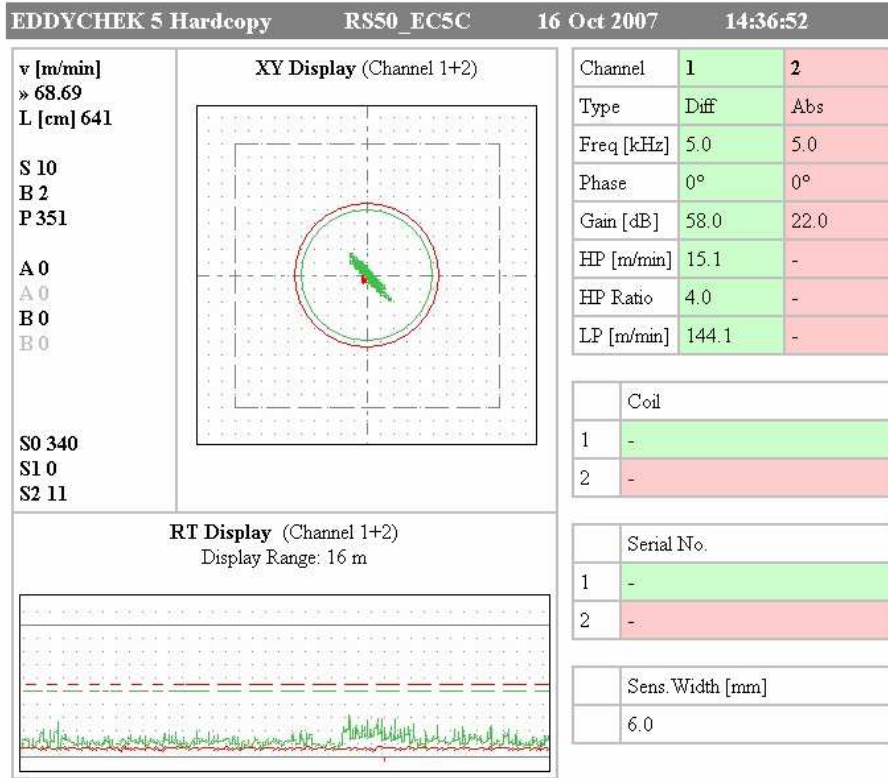 EDDYCHEK 5 Hardcopy RS50_EC5C 16 Oct 2007 14:36:52
v [m/min]
» 68.69
L [cm] 641
S 10
B 2
P 351
A 0
A 0
B 0
B 0
S0 340
S1 0
S2 11
XY Display (Channel 1+2)
RT Display (Channel 1+2)
Display Range: 16 m
Channel 1 2
Type Diff Abs
Freq [kHz] 5.0 5.0
Phase 0° 0°
Gain [dB] 58.0 22.0
HP [m/min] 15.1 -
HP Ratio 4.0 -
LP [m/min] 144.1 -
Coil
1 -
2 -
Serial No.
1 -
2 -
Sens. Width [mm]
6.0